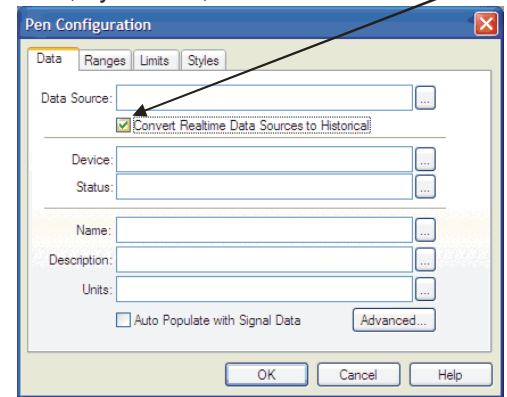 Pen Configuration
Data Ranges Limits Styles
Data Source: ...
Convert Realtime Data Sources to Historical
Device: ...
Status: ...
Name: ...
Description: ...
Units: ...
Auto Populate with Signal Data Advanced...
OK Cancel Help